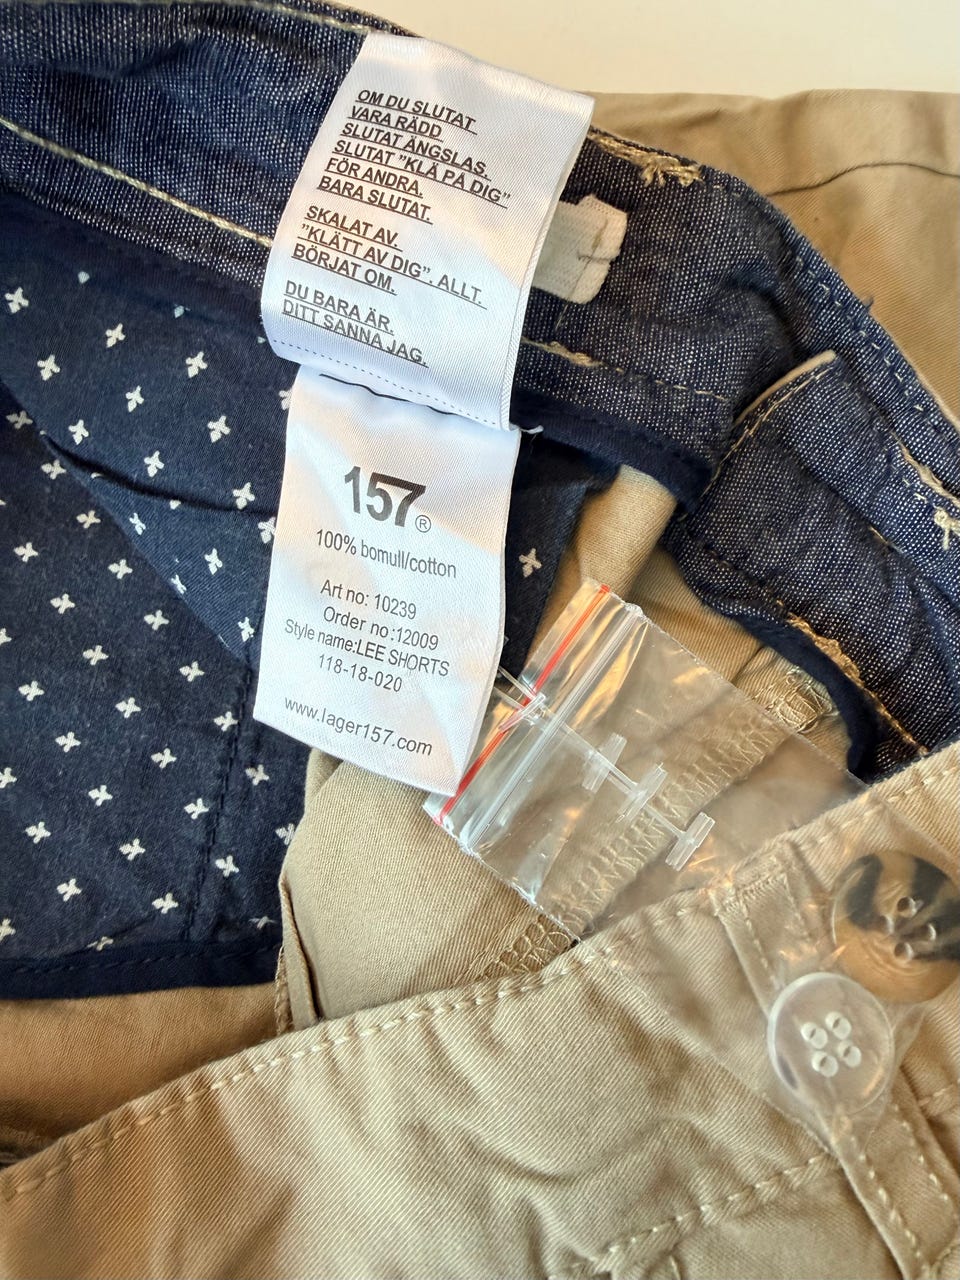 OM DU SLUTAT
VARA RÄDD
SLUTAT ÄNGSLAS.
SLUTAT "KLÄ PÅ DIG"
FÖR ANDRA.
BARA SLUTAT.
SKALAT AV.
"KLÄTT AV DIG". ALLT.
BÖRJAT OM.
DU BARA ÄR.
DITT SANNA JAG.
157®
100% bomull/cotton
Art no: 10239
Order no:12009
Style name:LEE SHORTS
118-18-020
www.lager157.com